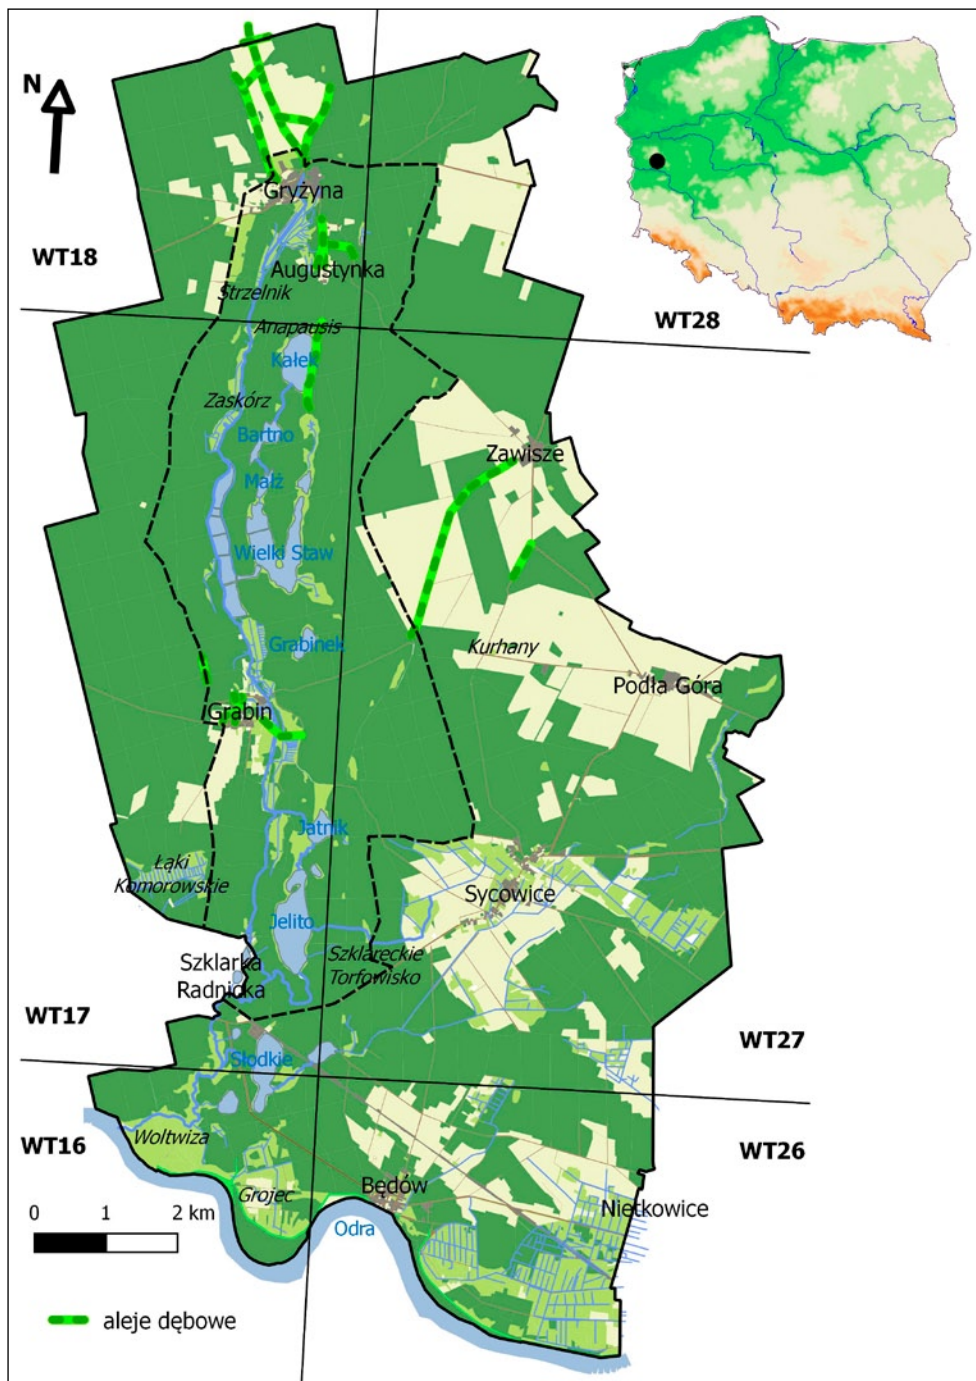 N
Gryżyna
WT18
Augustynka
Strzelnik
WT28
Anapausis
Kałek
Zaskórz
Bartno
Zawisze
Małż
Wielki Staw
Grabinek
Kurhany
Podła Góra
Grabin
Jatnik
Łąki
Komorowskie
Sycowice
Jelito
Szklarka
Radnicka
Szklareckie
Torfowisko
WT17
WT27
Słodkie
WT16
Wołtwiza
WT26
Grojec
Będów
Nietkowice
Odra
0 1 2 km
aleje dębowe